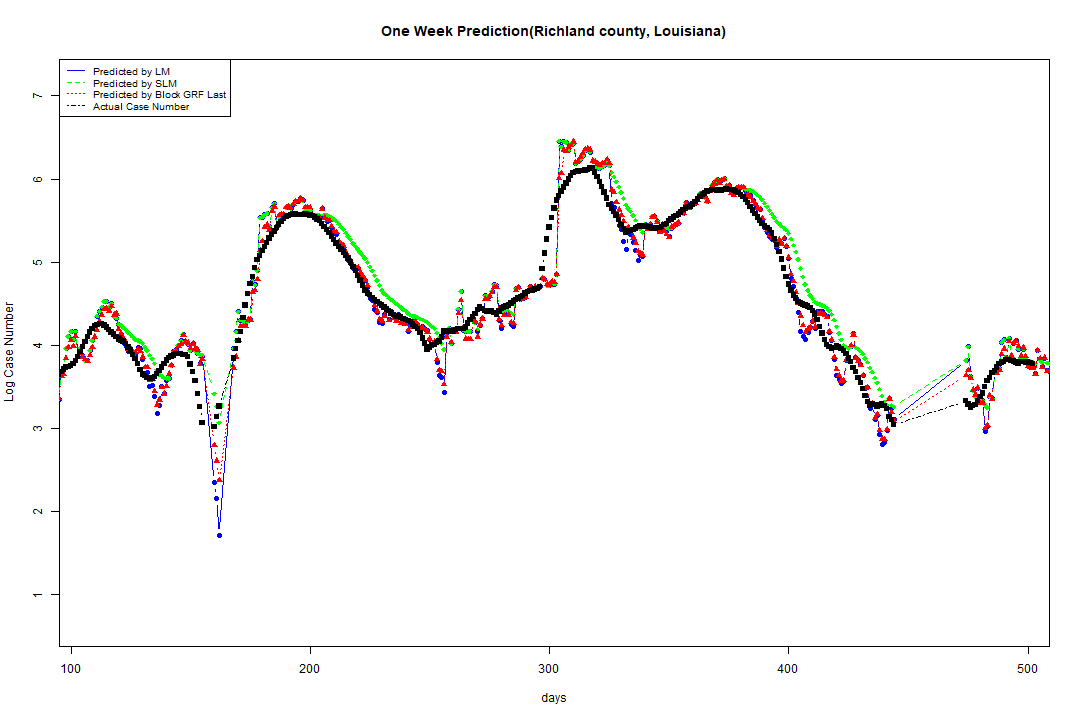 One Week Prediction(Richland county, Louisiana)
Predicted by LM
Predicted by SLM
Predicted by Block GRF Last
Actual Case Number
7
6
5
4
3
2
1
Log Case Number
100 200 300 400 500
days